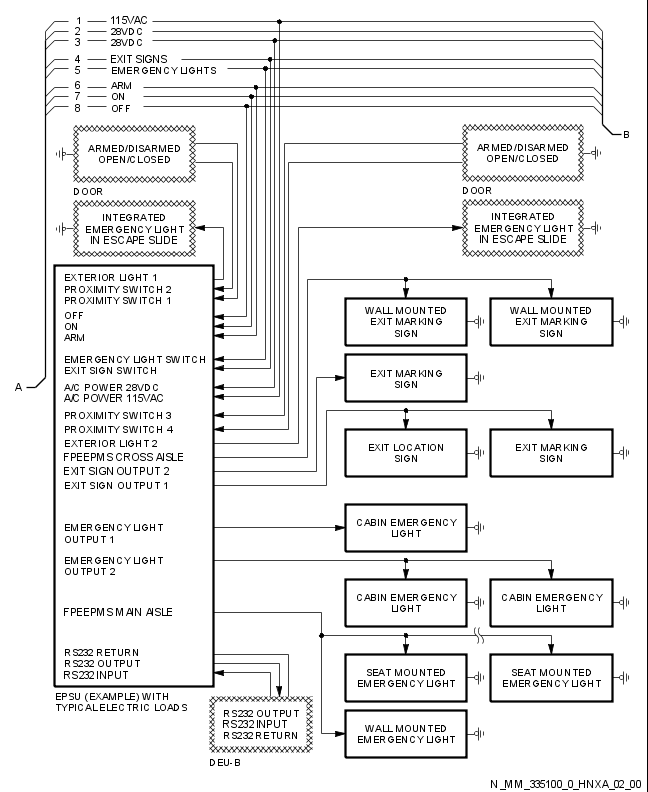 1 115VAC
2 28VDC
3 28VDC
4 EXIT SIGNS
5 EMERGENCY LIGHTS
6 ARM
7 ON
8 OFF
B
ARMED/DISARMED
OPEN/CLOSED
DOOR
ARMED/DISARMED
OPEN/CLOSED
DOOR
INTEGRATED
EMERGENCY LIGHT
IN ESCAPE SLIDE
INTEGRATED
EMERGENCY LIGHT
IN ESCAPE SLIDE
A
EXTERIOR LIGHT 1
PROXIMITY SWITCH 2
PROXIMITY SWITCH 1
OFF
ON
ARM
EMERGENCY LIGHT SWITCH
EXIT SIGN SWITCH
A/C POWER 28VDC
A/C POWER 115VAC
PROXIMITY SWITCH 3
PROXIMITY SWITCH 4
EXTERIOR LIGHT 2
FPEEPMS CROSS AISLE
EXIT SIGN OUTPUT 2
EXIT SIGN OUTPUT 1
EMERGENCY LIGHT
OUTPUT 1
EMERGENCY LIGHT
OUTPUT 2
FPEEPMS MAIN AISLE
RS232 RETURN
RS232 OUTPUT
RS232 INPUT
EPSU (EXAMPLE) WITH
TYPICAL ELECTRIC LOADS
WALL MOUNTED
EXIT MARKING
SIGN
WALL MOUNTED
EXIT MARKING
SIGN
EXIT MARKING
SIGN
EXIT LOCATION
SIGN
EXIT MARKING
SIGN
CABIN EMERGENCY
LIGHT
CABIN EMERGENCY
LIGHT
CABIN EMERGENCY
LIGHT
SEAT MOUNTED
EMERGENCY LIGHT
SEAT MOUNTED
EMERGENCY LIGHT
WALL MOUNTED
EMERGENCY LIGHT
RS232 OUTPUT
RS232 INPUT
RS232 RETURN
DEU-B
N_MM_335100_0_HNXA_02_00